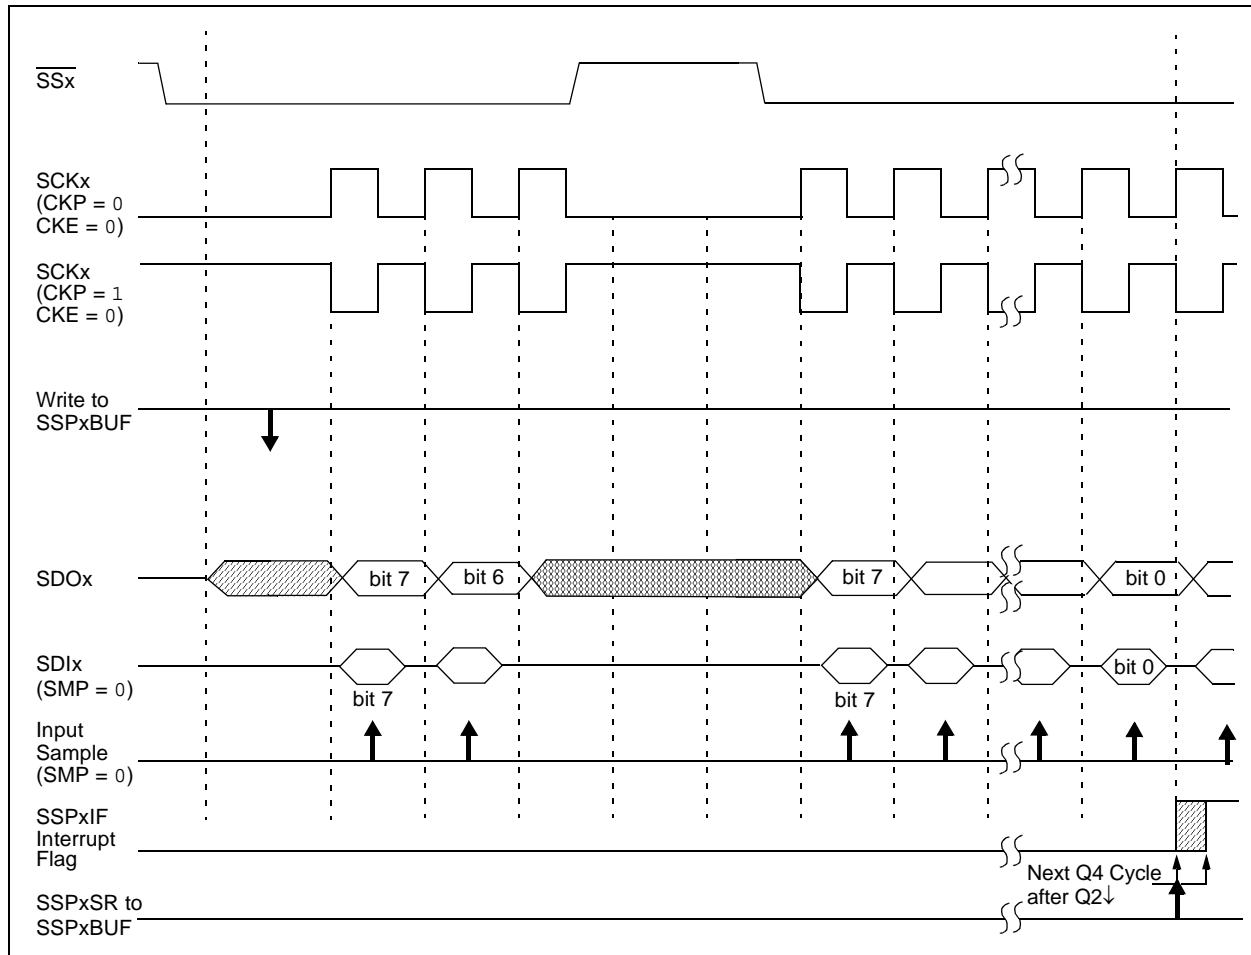 SSx
SCKx
(CKP = 0
CKE = 0)
SCKx
(CKP = 1
CKE = 0)
Write to
SSPxBUF
SDOx
bit 7
bit 6
bit 7
bit 0
SDIx
(SMP = 0)
bit 7
bit 7
bit 0
Input
Sample
(SMP = 0)
SSPxIF
Interrupt
Flag
Next Q4 Cycle
after Q2↓
SSPxSR to
SSPxBUF